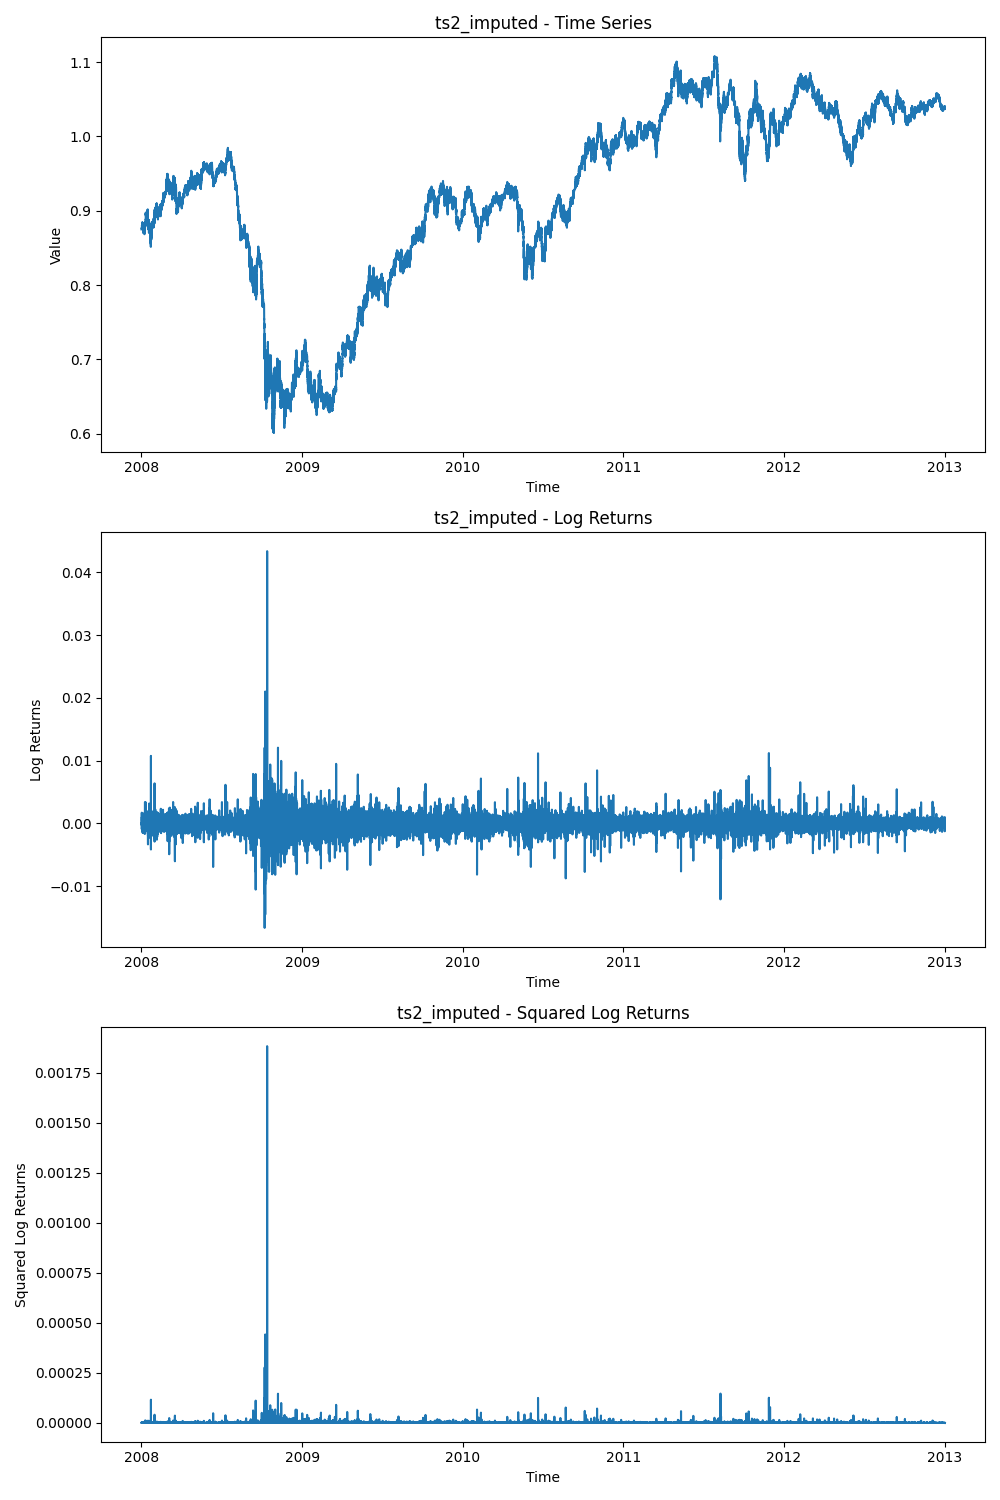 ts2_imputed - Time Series
1.1
1.0
0.9
0.8
0.7
0.6
Value
2008 2009 2010 2011 2012 2013
Time
ts2_imputed - Log Returns
0.04
0.03
0.02
0.01
0.00
−0.01
Log Returns
2008 2009 2010 2011 2012 2013
Time
ts2_imputed - Squared Log Returns
0.00175
0.00150
0.00125
0.00100
0.00075
0.00050
0.00025
0.00000
Squared Log Returns
2008 2009 2010 2011 2012 2013
Time